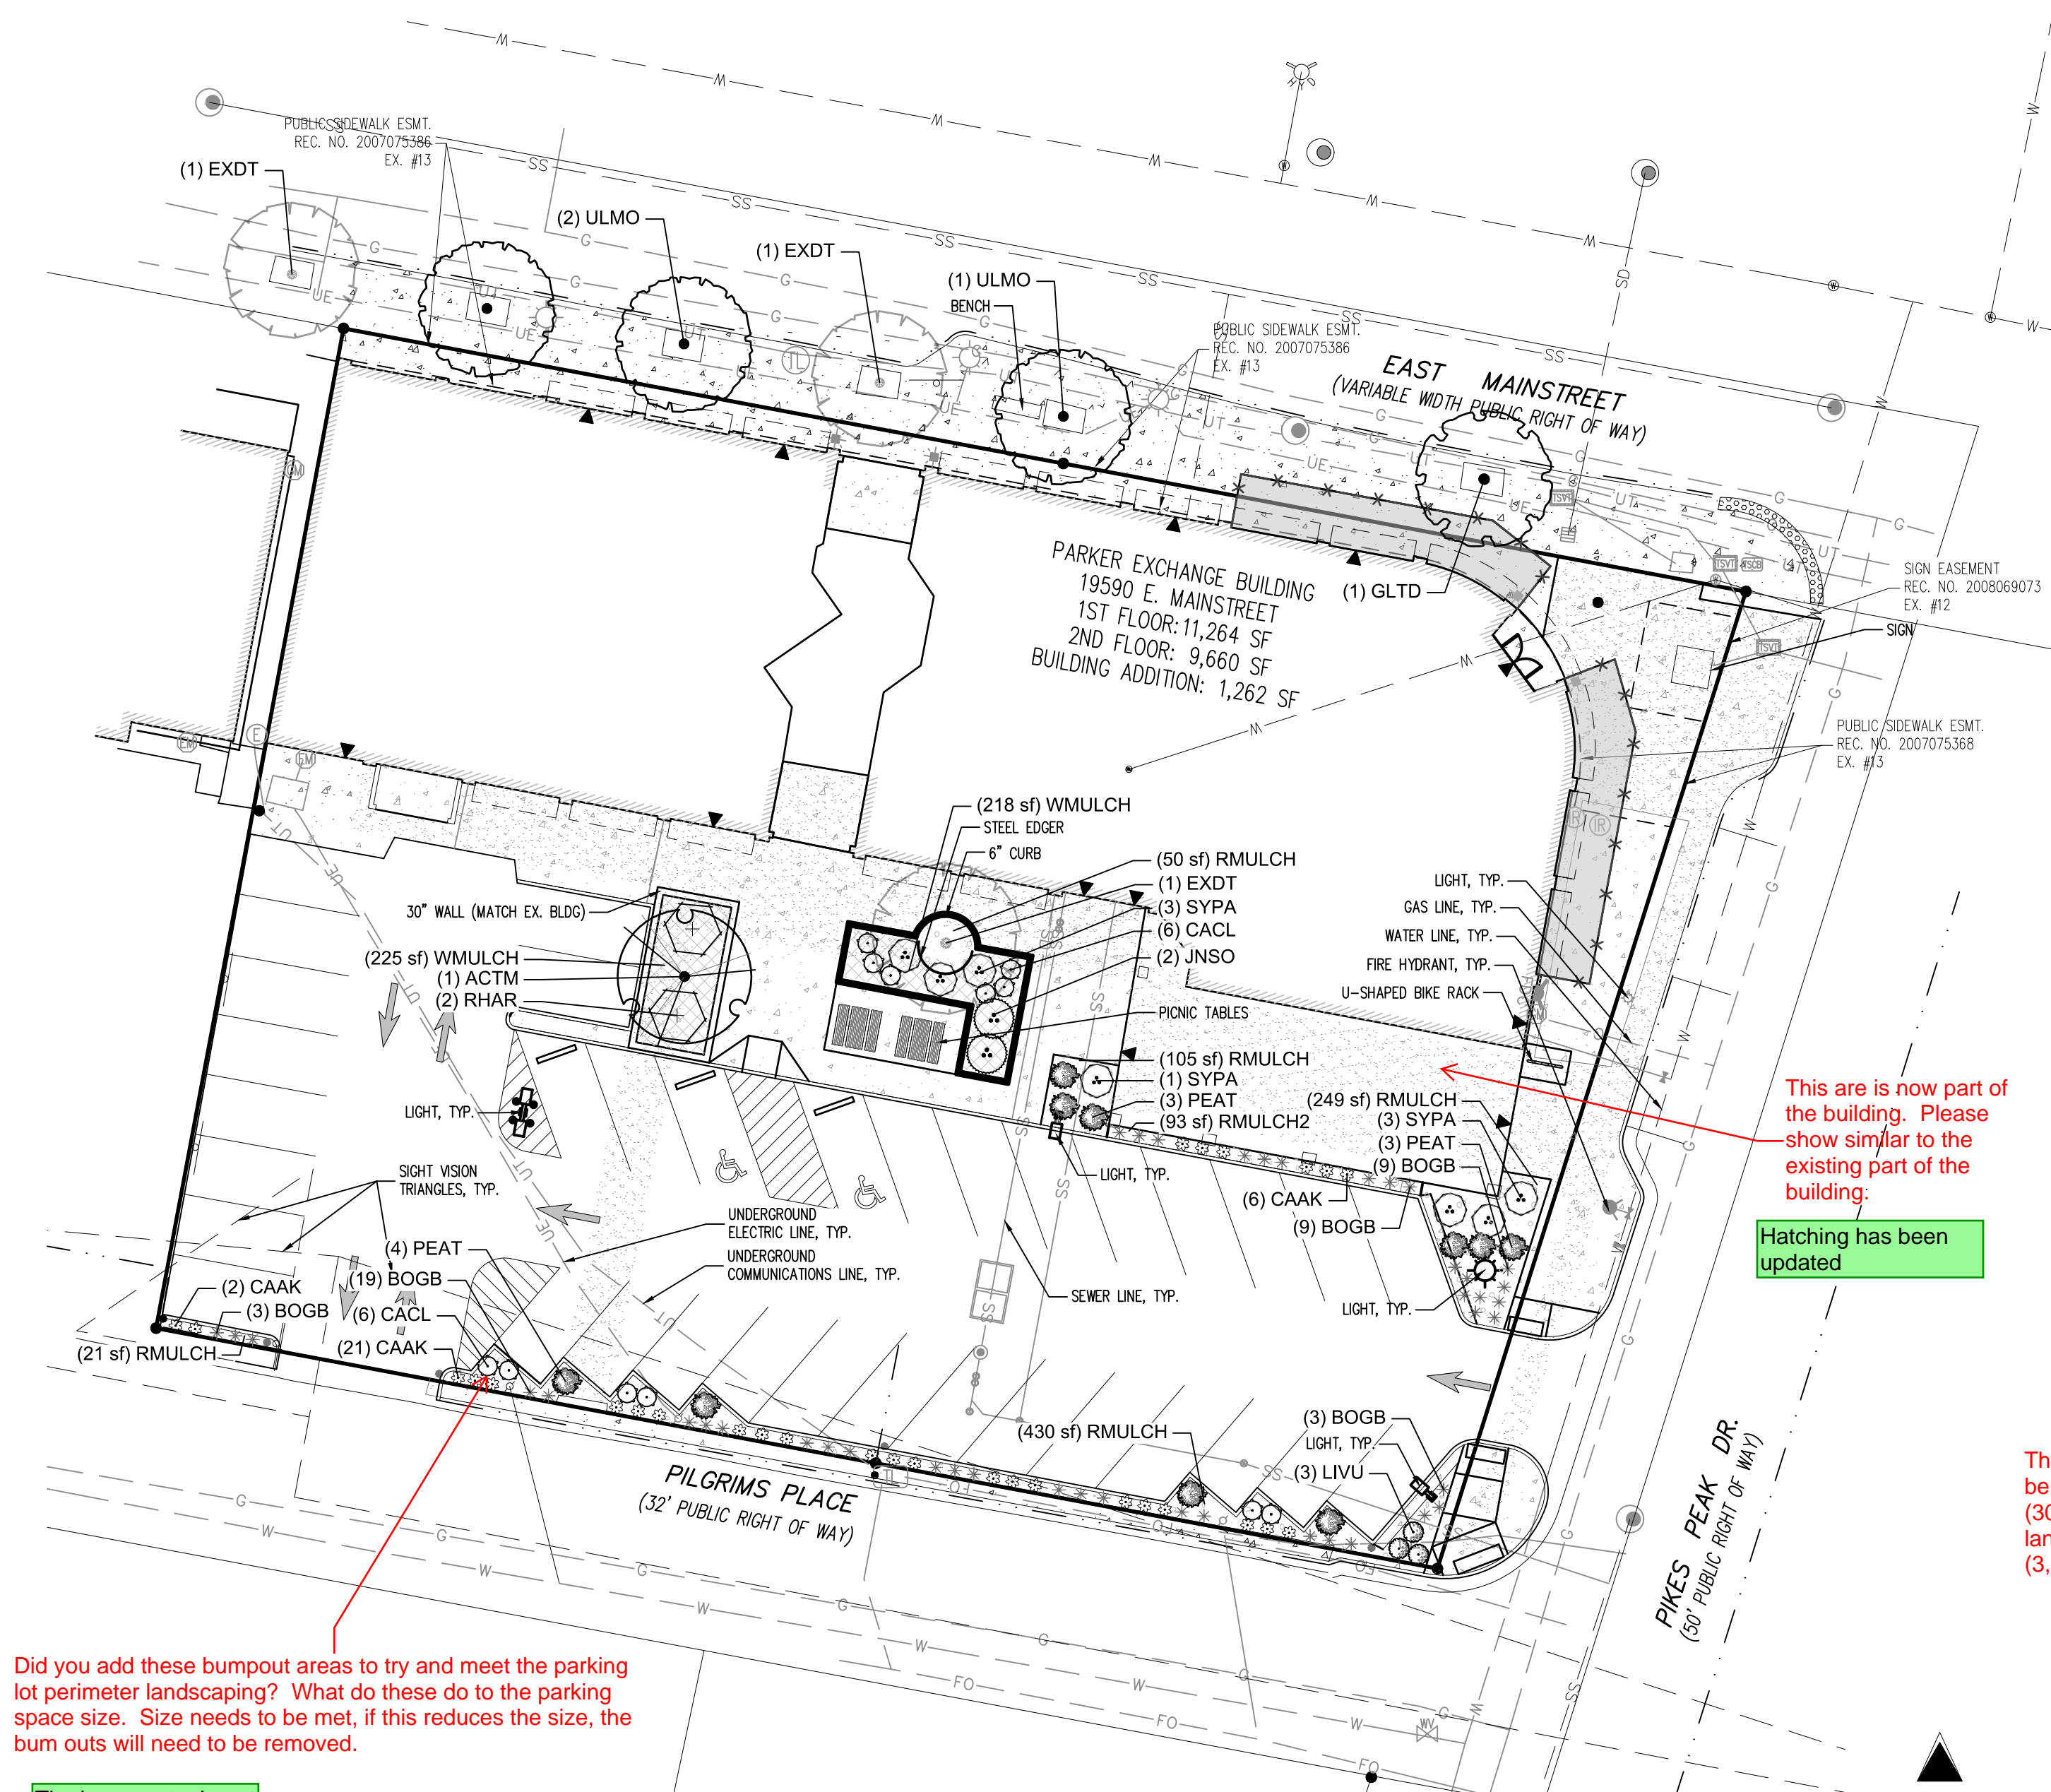 PUBLIC SIDEWALK ESMT.
REC. NO. 2007075386
EX. #13
(1) EXDT
(2) ULMO
(1) EXDT
(1) ULMO
BENCH
PUBLIC SIDEWALK ESMT.
REC. NO. 2007075386
EX. #13
EAST MAINSTREET
(VARIABLE WIDTH PUBLIC RIGHT OF WAY)
PARKER EXCHANGE BUILDING
19590 E. MAINSTREET
1ST FLOOR: 11,264 SF
2ND FLOOR: 9,660 SF
BUILDING ADDITION: 1,262 SF
(1) GLTD
SIGN EASEMENT
REC. NO. 2008069073
EX. #12
SIGN
PUBLIC SIDEWALK ESMT.
REC. NO. 2007075368
EX. #13
(218 sf) WMULCH
STEEL EDGER
6" CURB
(50 sf) RMULCH
(1) EXDT
(3) SYPA
(6) CACL
(2) JNSO
PICNIC TABLES
30" WALL (MATCH EX. BLDG)
(225 sf) WMULCH
(1) ACTM
(2) RHAR
LIGHT, TYP.
GAS LINE, TYP.
WATER LINE, TYP.
FIRE HYDRANT, TYP.
U-SHAPED BIKE RACK
(105 sf) RMULCH
(1) SYPA
(3) PEAT
(93 sf) RMULCH2
(249 sf) RMULCH
(3) SYPA
(3) PEAT
(9) BOGB
This are is now part of
the building. Please
show similar to the
existing part of the
building:
Hatching has been
updated
LIGHT, TYP.
LIGHT, TYP.
(6) CAAK
(9) BOGB
LIGHT, TYP.
SIGHT VISION
TRIANGLES, TYP.
UNDERGROUND
ELECTRIC LINE, TYP.
UNDERGROUND
COMMUNICATIONS LINE, TYP.
SEWER LINE, TYP.
(4) PEAT
(19) BOGB
(6) CACL
(21) CAAK
(2) CAAK
(3) BOGB
(21 sf) RMULCH
(430 sf) RMULCH
(3) BOGB
LIGHT, TYP.
(3) LIVU
PILGRIMS PLACE
(32' PUBLIC RIGHT OF WAY)
PIKES PEAK DR.
(50' PUBLIC RIGHT OF WAY)
Did you add these bumpout areas to try and meet the parking
lot perimeter landscaping? What do these do to the parking
space size. Size needs to be met, if this reduces the size, the
bum outs will need to be removed.